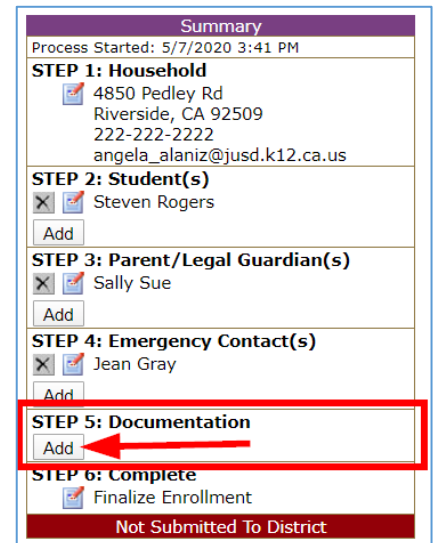 Summary
Process Started: 5/7/2020 3:41 PM
STEP 1: Household
4850 Pedley Rd
Riverside, CA 92509
222-222-2222
angela_alaniz@jusd.k12.ca.us
STEP 2: Student(s)
Steven Rogers
Add
STEP 3: Parent/Legal Guardian(s)
Sally Sue
Add
STEP 4: Emergency Contact(s)
Jean Gray
Add
STEP 5: Documentation
Add
STEP 6: Complete
Finalize Enrollment
Not Submitted To District